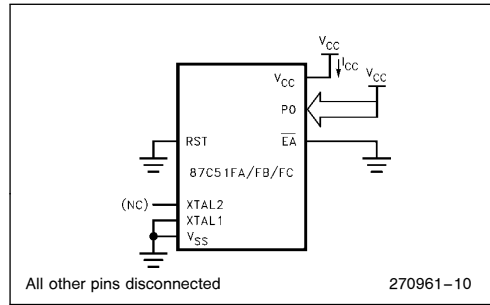 VCC
ICC
VCC
VCC
P0
RST
EA
87C51FA/FB/FC
(NC)
XTAL2
XTAL1
VSS
All other pins disconnected
270961–10